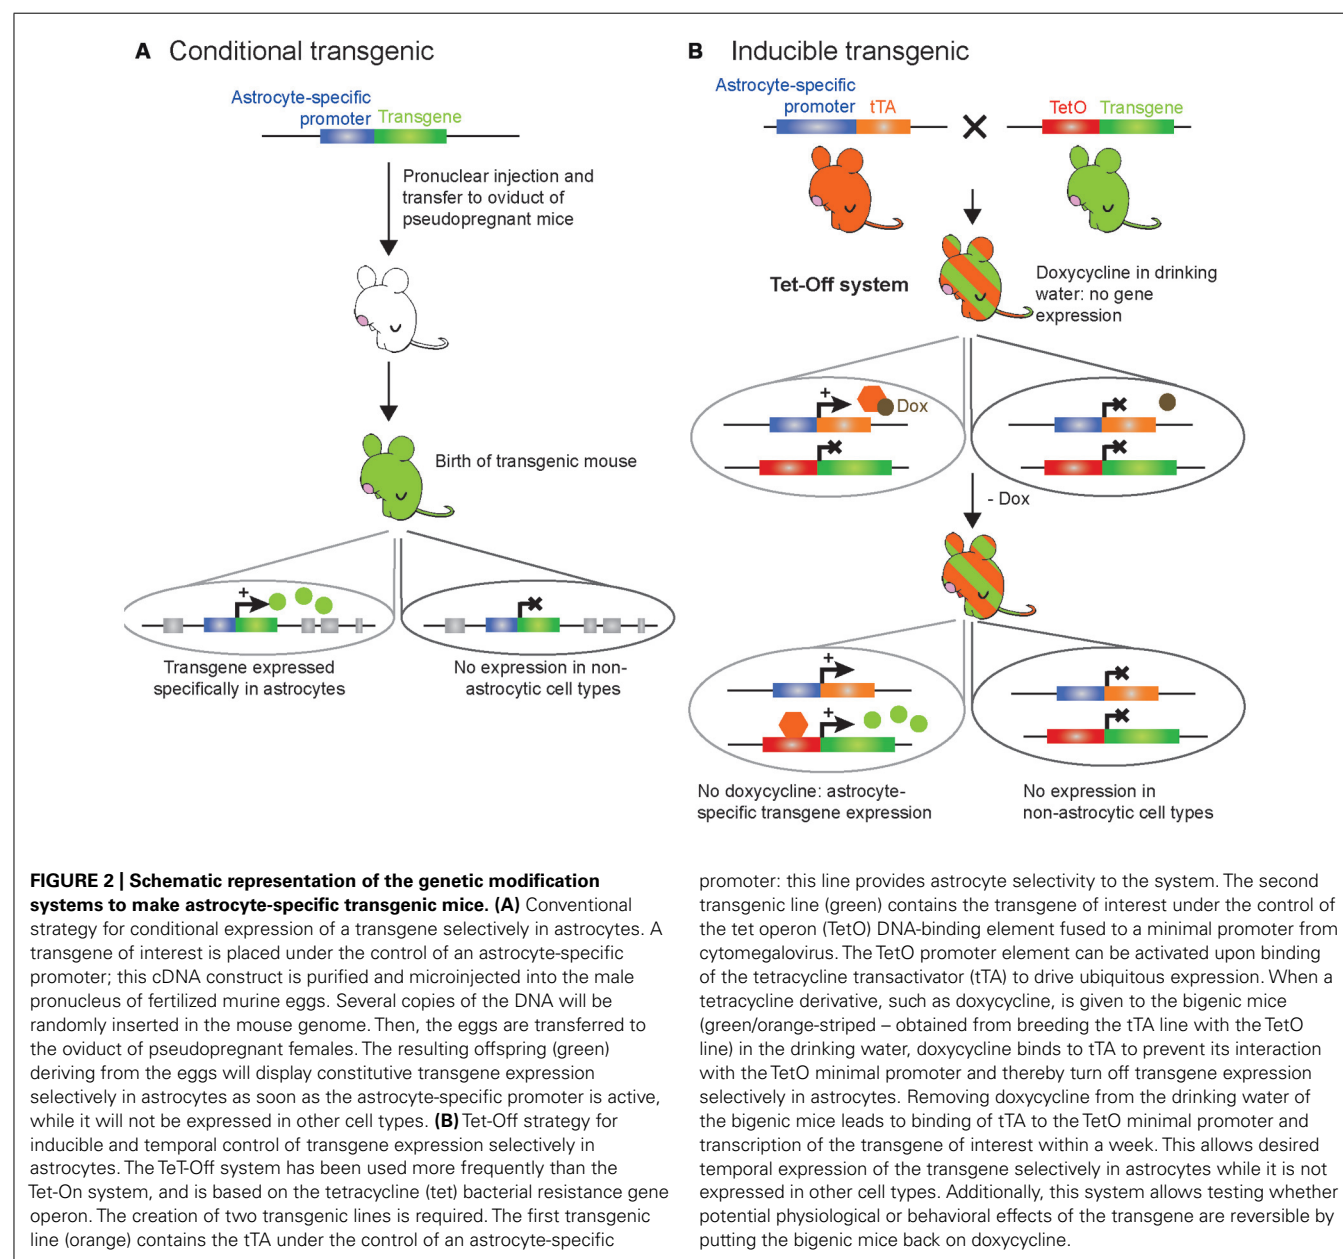 A Conditional transgenic
Astrocyte-specific
promoter Transgene
Pronuclear injection and
transfer to oviduct of
pseudopregnant mice
Birth of transgenic mouse
+
Transgene expressed
specifically in astrocytes
No expression in non-
astrocytic cell types
B Inducible transgenic
Astrocyte-specific
promoter tTA
TetO Transgene
Tet-Off system
Doxycycline in drinking
water: no gene
expression
+
Dox
- Dox
+
+
No doxycycline: astrocyte-
specific transgene expression
No expression in
non-astrocytic cell types
FIGURE 2 | Schematic representation of the genetic modification
systems to make astrocyte-specific transgenic mice. (A) Conventional
strategy for conditional expression of a transgene selectively in astrocytes. A
transgene of interest is placed under the control of an astrocyte-specific
promoter; this cDNA construct is purified and microinjected into the male
pronucleus of fertilized murine eggs. Several copies of the DNA will be
randomly inserted in the mouse genome. Then, the eggs are transferred to
the oviduct of pseudopregnant females. The resulting offspring (green)
deriving from the eggs will display constitutive transgene expression
selectively in astrocytes as soon as the astrocyte-specific promoter is active,
while it will not be expressed in other cell types. (B) Tet-Off strategy for
inducible and temporal control of transgene expression selectively in
astrocytes. The TeT-Off system has been used more frequently than the
Tet-On system, and is based on the tetracycline (tet) bacterial resistance gene
operon. The creation of two transgenic lines is required. The first transgenic
line (orange) contains the tTA under the control of an astrocyte-specific
promoter: this line provides astrocyte selectivity to the system. The second
transgenic line (green) contains the transgene of interest under the control of
the tet operon (TetO) DNA-binding element fused to a minimal promoter from
cytomegalovirus. The TetO promoter element can be activated upon binding
of the tetracycline transactivator (tTA) to drive ubiquitous expression. When a
tetracycline derivative, such as doxycycline, is given to the bigenic mice
(green/orange-striped – obtained from breeding the tTA line with the TetO
line) in the drinking water, doxycycline binds to tTA to prevent its interaction
with the TetO minimal promoter and thereby turn off transgene expression
selectively in astrocytes. Removing doxycycline from the drinking water of
the bigenic mice leads to binding of tTA to the TetO minimal promoter and
transcription of the transgene of interest within a week. This allows desired
temporal expression of the transgene selectively in astrocytes while it is not
expressed in other cell types. Additionally, this system allows testing whether
potential physiological or behavioral effects of the transgene are reversible by
putting the bigenic mice back on doxycycline.